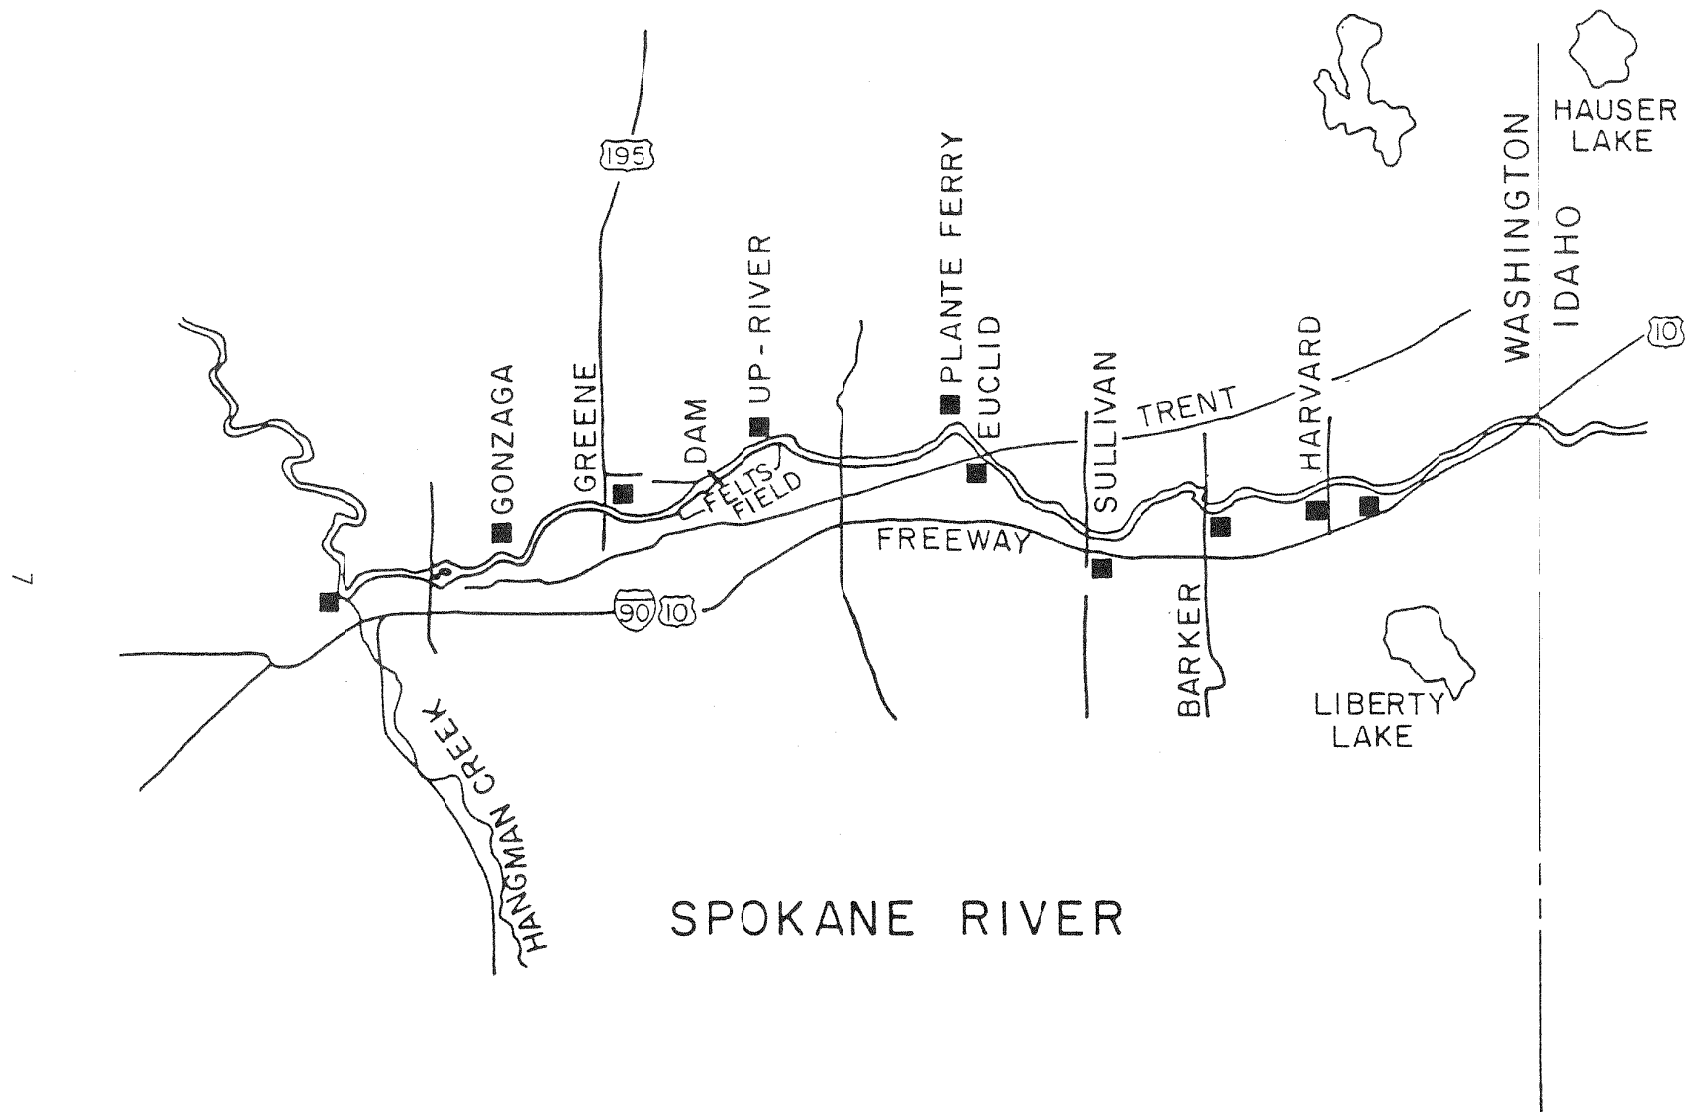 HAUSER
LAKE
WASHINGTON
IDAHO
195
PLANTE FERRY
UP-RIVER
EUCLID
HARVARD
10
SULLIVAN
GONZAGA
GREENE
DAM
TRENT
FELTS
FIELD
FREEWAY
7
90
10
BARKER
LIBERTY
LAKE
HANGMAN CREEK
SPOKANE RIVER